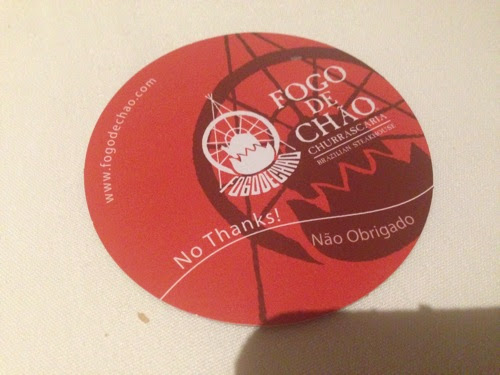 www.fogodechao.com
FOGO
DE
CHÃO
CHURRASCARIA
BRAZILIAN STEAKHOUSE
FOGODECHAO
No Thanks!
Não Obrigado